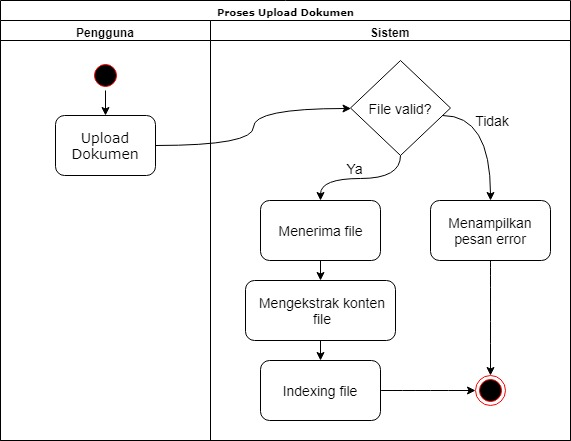 Proses Upload Dokumen
Pengguna
Sistem
Upload
Dokumen
File valid?
Tidak
Ya
Menerima file
Menampilkan
pesan error
Mengekstrak konten
file
Indexing file